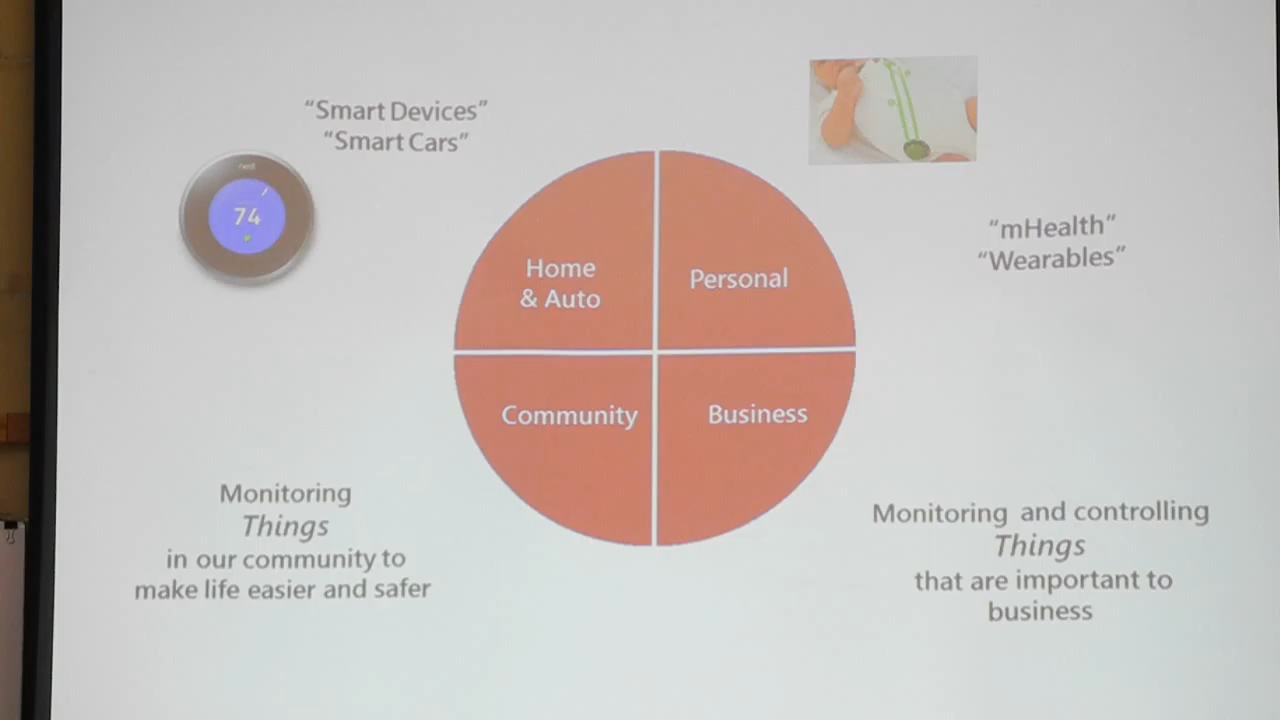 “Smart Devices”
“Smart Cars”
nest
74
“mHealth”
“Wearables”
Home
& Auto
Personal
Community
Business
Monitoring
Things
in our community to
make life easier and safer
Monitoring and controlling
Things
that are important to
business